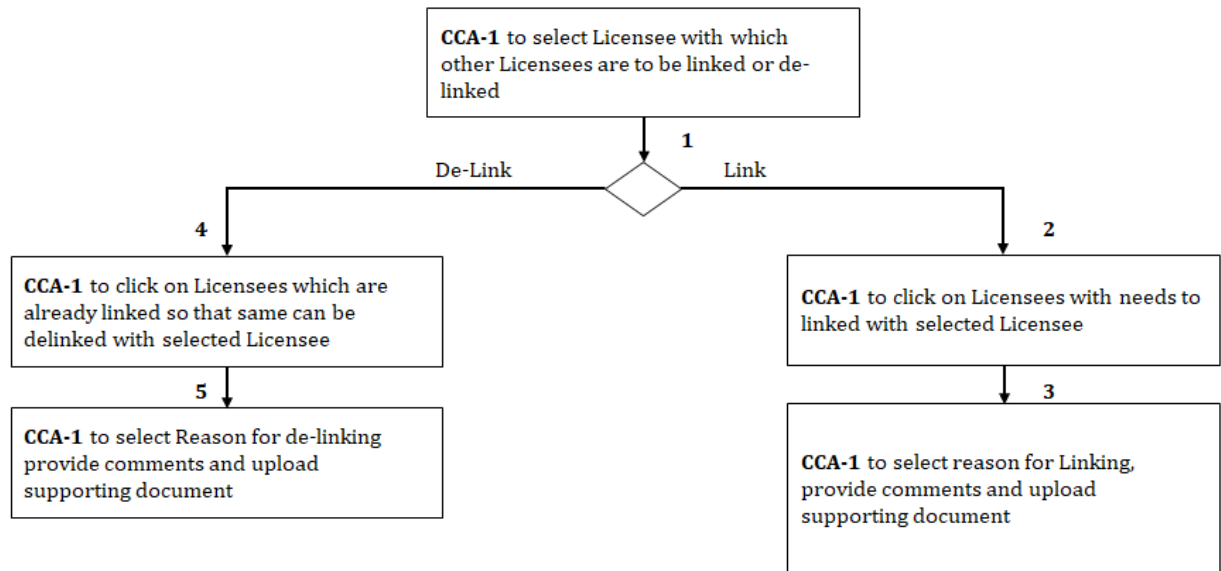 CCA-1 to select Licensee with which
other Licensees are to be linked or de-
linked
1
De-Link
Link
4
2
CCA-1 to click on Licensees which are
already linked so that same can be
delinked with selected Licensee
CCA-1 to click on Licensees with needs to
linked with selected Licensee
5
3
CCA-1 to select Reason for de-linking
provide comments and upload
supporting document
CCA-1 to select reason for Linking,
provide comments and upload
supporting document